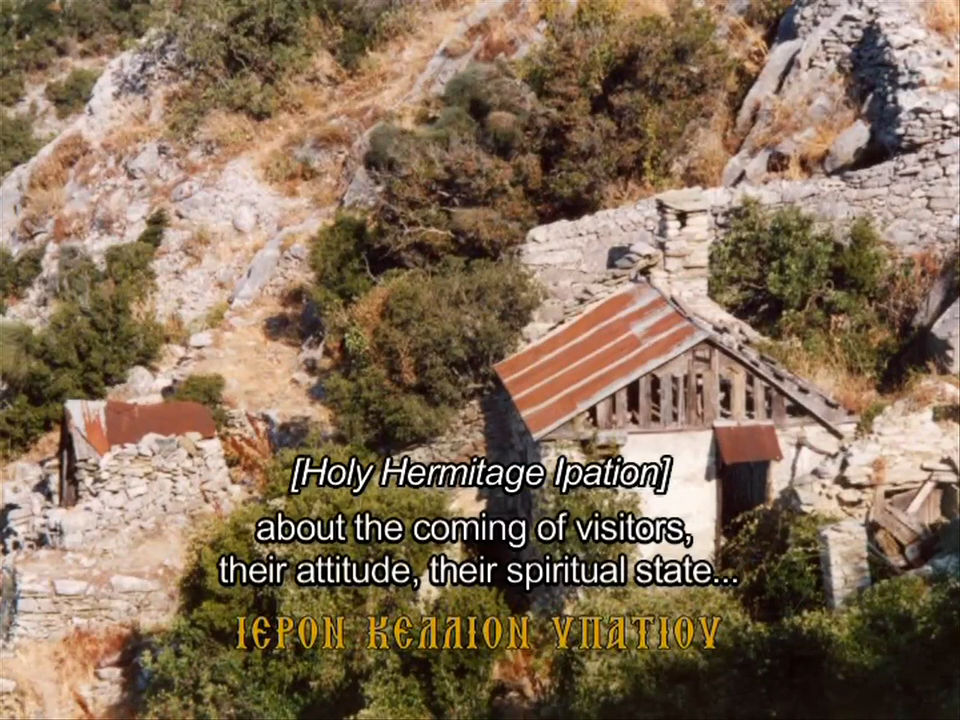 [Holy Hermitage Ipation]
about the coming of visitors,
their attitude, their spiritual state...
ΙΕΡΟΝ ΚΕΛΛΙΟΝ ΥΠΑΤΙΟΥ